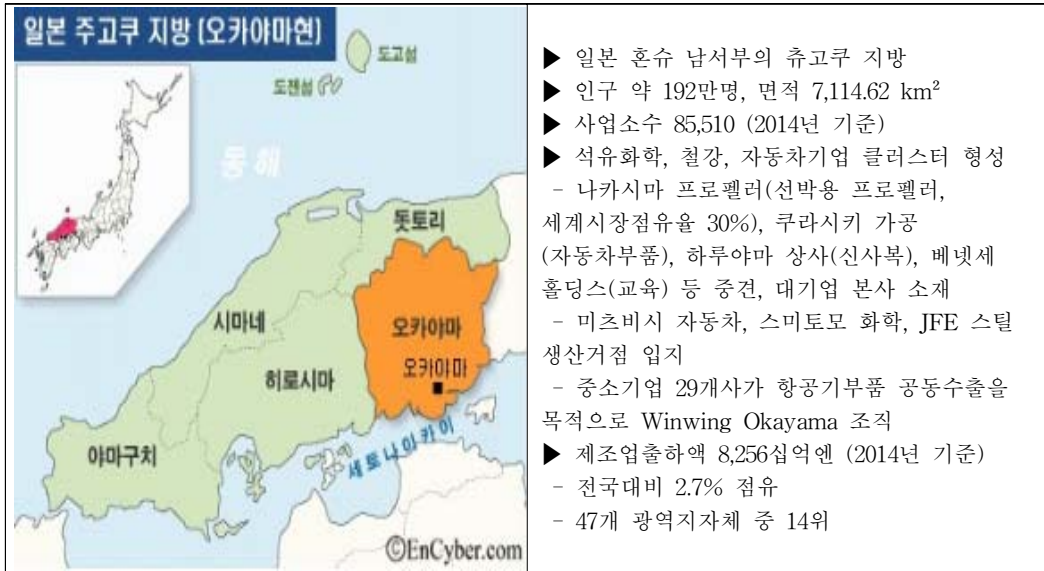 일본 주고쿠 지방 (오카야마현)
도고섬
도젠섬
동해
돗토리
시마네
오카야마
오카야마
히로시마
야마구치
세토나이카이
©EnCyber.com
▶ 일본 혼슈 남서부의 츄고쿠 지방
▶ 인구 약 192만명, 면적 7,114.62 km²
▶ 사업소수 85,510 (2014년 기준)
▶ 석유화학, 철강, 자동차기업 클러스터 형성
- 나카시마 프로펠러(선박용 프로펠러,
세계시장점유율 30%), 쿠라시키 가공
(자동차부품), 하루야마 상사(신사복), 베넷세
홀딩스(교육) 등 중견, 대기업 본사 소재
- 미츠비시 자동차, 스미토모 화학, JFE 스틸
생산거점 입지
- 중소기업 29개사가 항공기부품 공동수출을
목적으로 Winwing Okayama 조직
▶ 제조업출하액 8,256십억엔 (2014년 기준)
- 전국대비 2.7% 점유
- 47개 광역지자체 중 14위